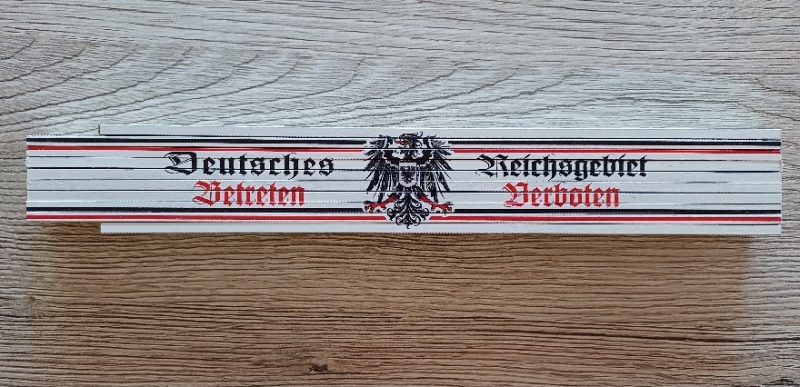 Deutsches Reichsgebiet
Betreten Verboten